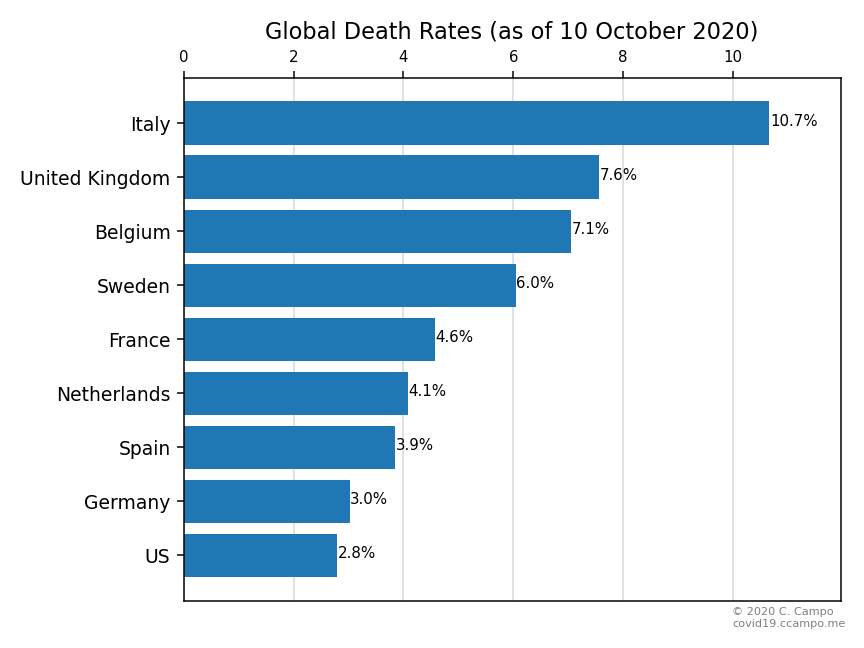 Global Death Rates (as of 10 October 2020)
0 2 4 6 8 10
Italy 10.7%
United Kingdom 7.6%
Belgium 7.1%
Sweden 6.0%
France 4.6%
Netherlands 4.1%
Spain 3.9%
Germany 3.0%
US 2.8%
© 2020 C. Campo
covid19.ccampo.me